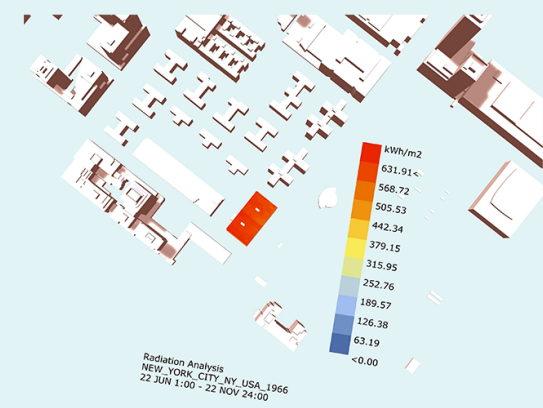 kWh/m2
631.91<
568.72
505.53
442.34
379.15
315.95
252.76
189.57
126.38
63.19
<0.00
Radiation Analysis
NEW_YORK_CITY_NY_USA_1966
22 JUN 1:00 - 22 NOV 24:00